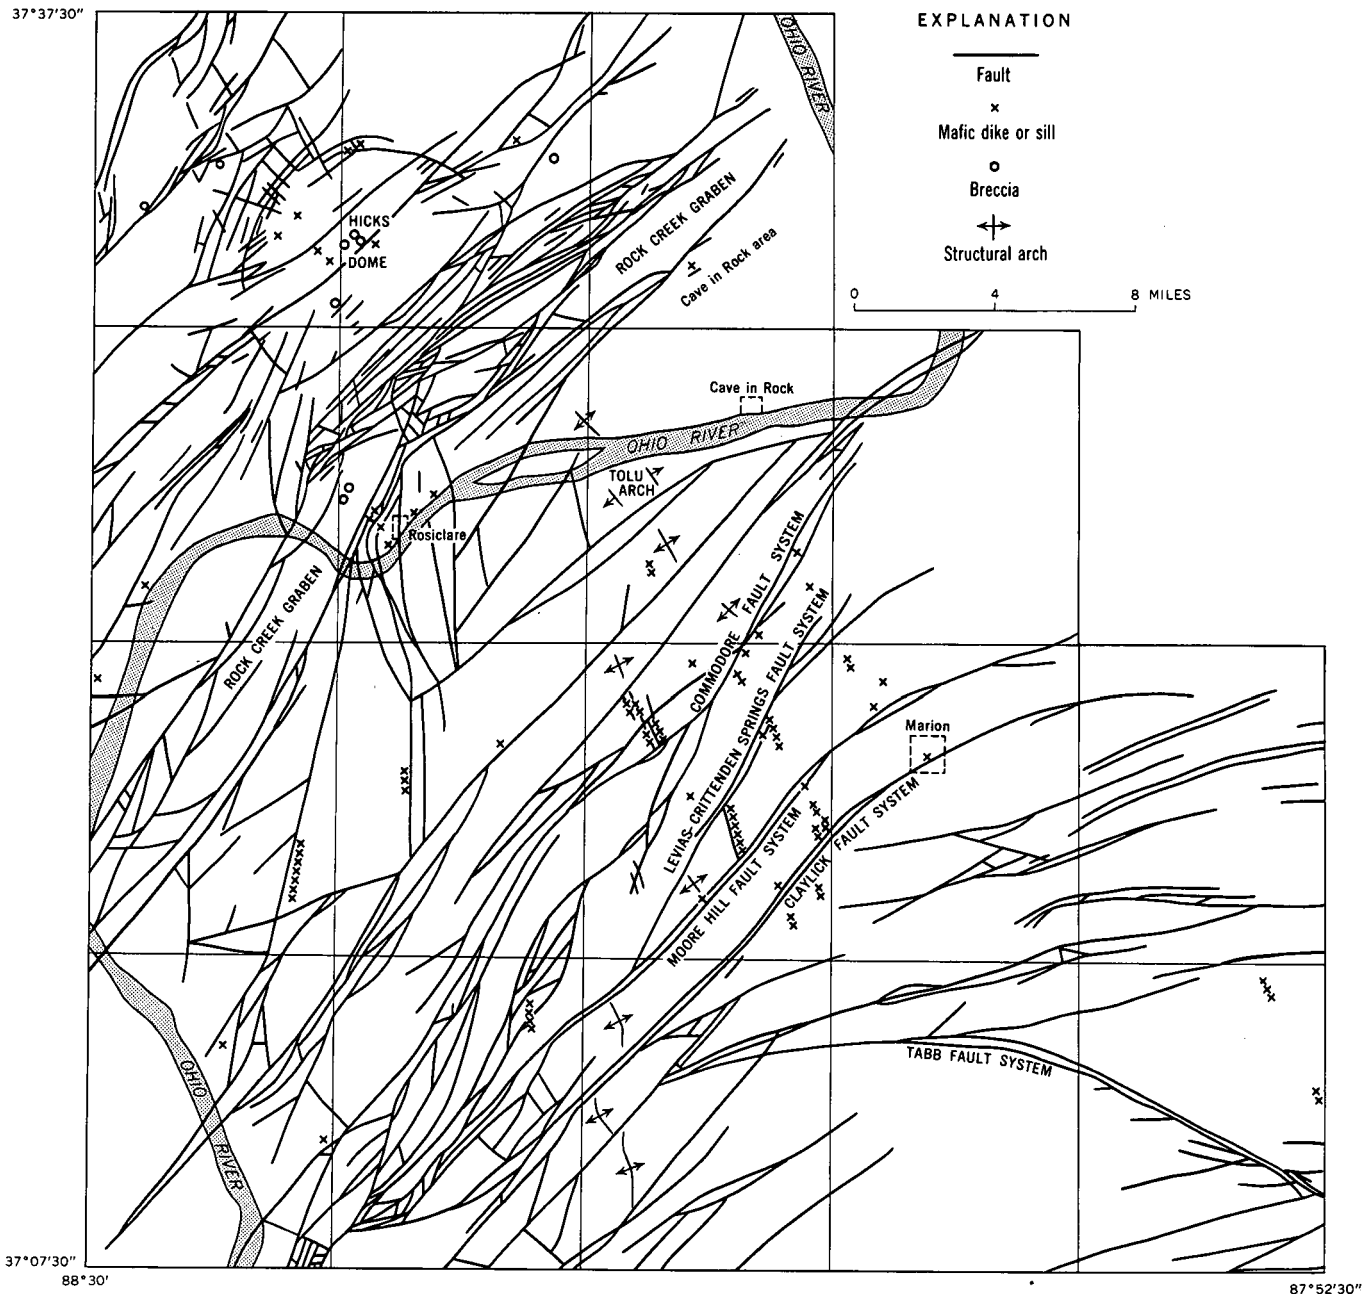 37°37'30"
OHIO RIVER
EXPLANATION
Fault
Mafic dike or sill
Breccia
Structural arch
0 4 8 MILES
HICKS
DOME
ROCK CREEK GRABEN
Cave in Rock area
Cave in Rock
OHIO RIVER
TOLU
ARCH
Rosiclare
ROCK CREEK GRABEN
COMMODORE FAULT SYSTEM
LEVIAS-CRITTENDEN SPRINGS FAULT SYSTEM
Marion
MOORE HILL FAULT SYSTEM
CLAYLICK FAULT SYSTEM
TABB FAULT SYSTEM
OHIO RIVER
37°07'30"
88°30'
87°52'30"